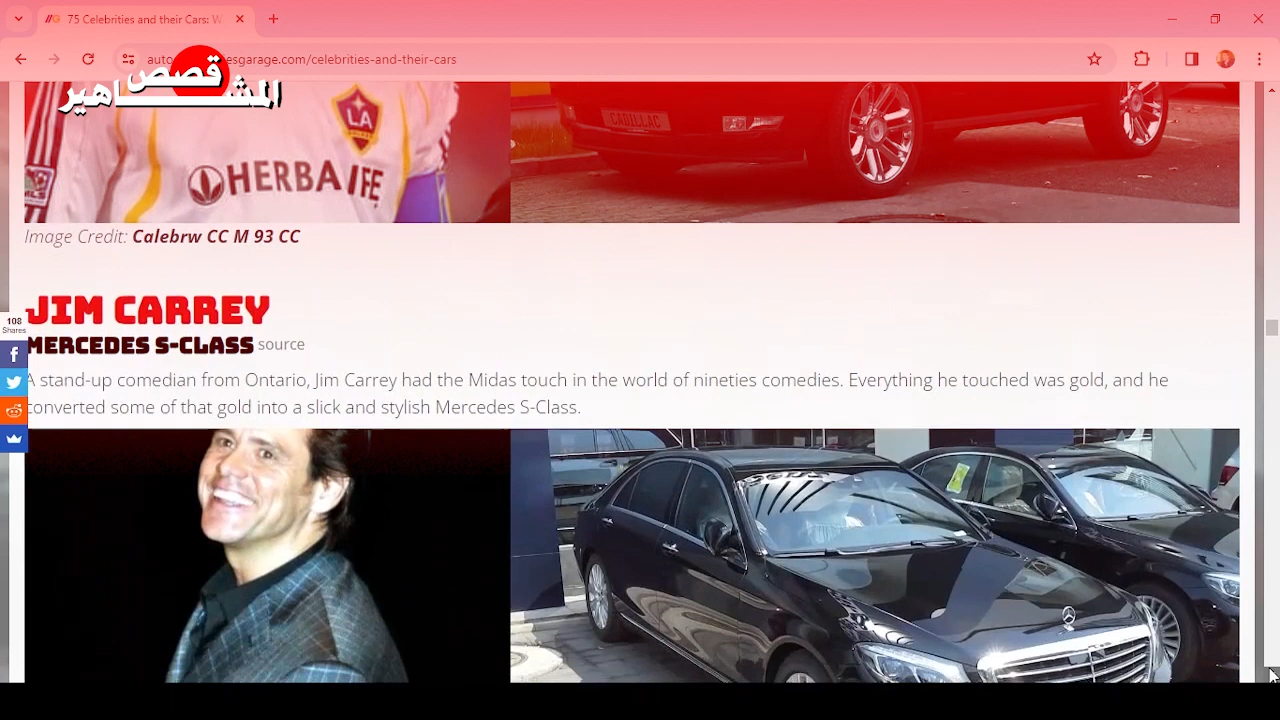 75 Celebrities and their Cars: W
قصص
المشاهير
esgarage.com/celebrities-and-their-cars
LA
GALAXY
HERBALIFE
CADILLAC
Image Credit: Calebrw CC M 93 CC
JIM CARREY
MERCEDES S-CLASS source
108
Shares
A stand-up comedian from Ontario, Jim Carrey had the Midas touch in the world of nineties comedies. Everything he touched was gold, and he
converted some of that gold into a slick and stylish Mercedes S-Class.